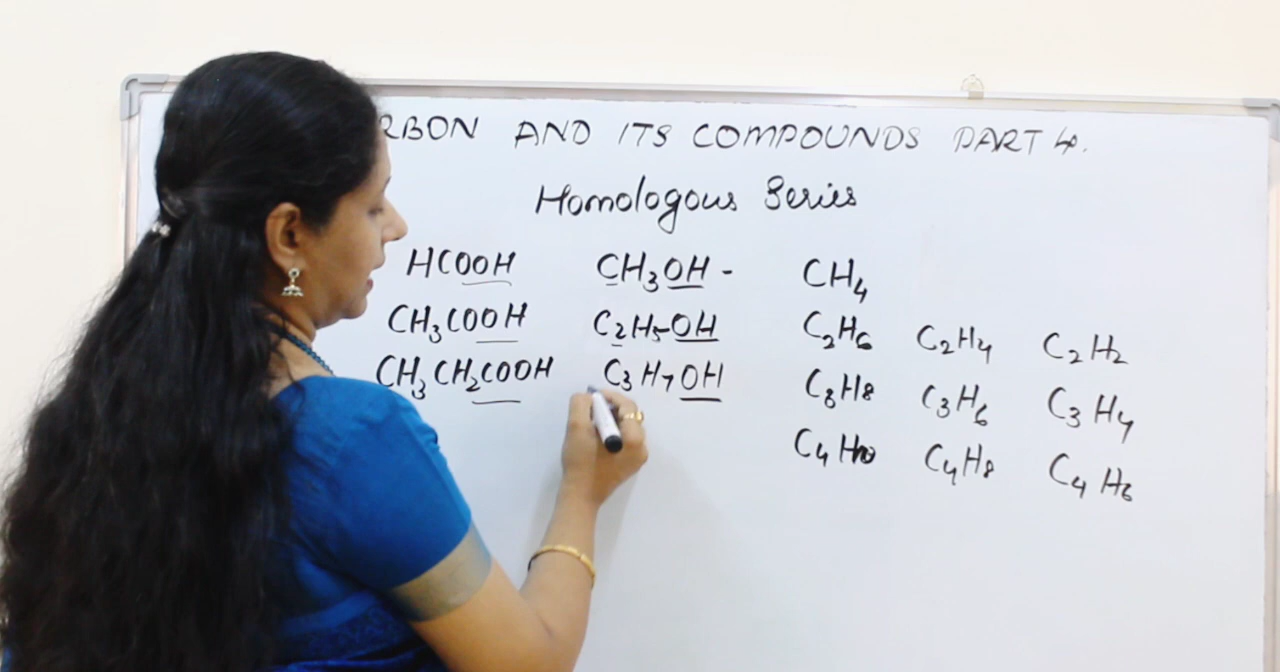 RBON AND ITS COMPOUNDS PART 4.
Homologous Series
HCOOH CH3OH - CH4
CH3COOH C2H5-OH C2H6 C2H4 C2H2
CH3CH2COOH C3H7OH C3H8 C3H6 C3H4
C4H10 C4H8 C4H6